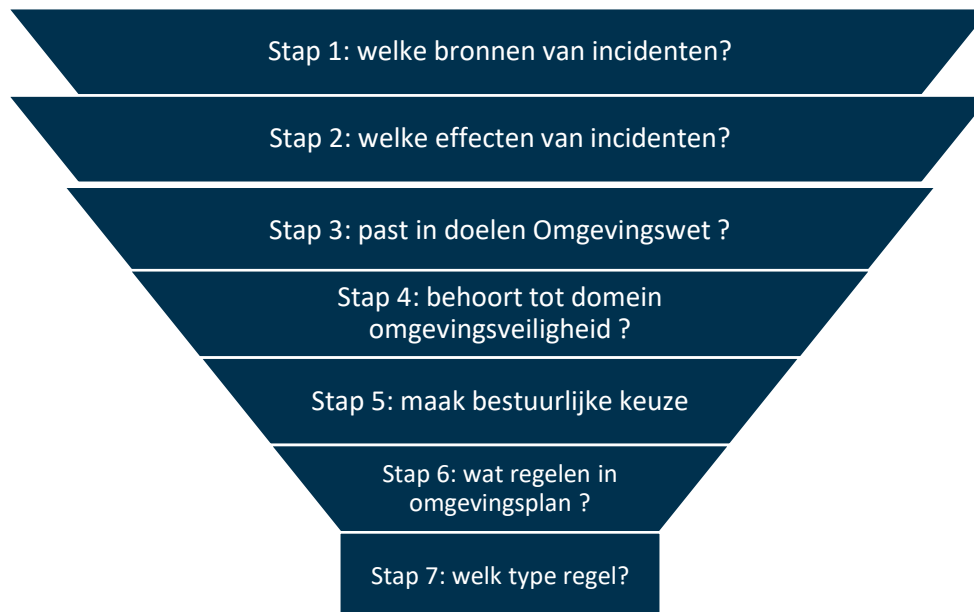 Stap 1: welke bronnen van incidenten?
Stap 2: welke effecten van incidenten?
Stap 3: past in doelen Omgevingswet ?
Stap 4: behoort tot domein
omgevingsveiligheid ?
Stap 5: maak bestuurlijke keuze
Stap 6: wat regelen in
omgevingsplan ?
Stap 7: welk type regel?